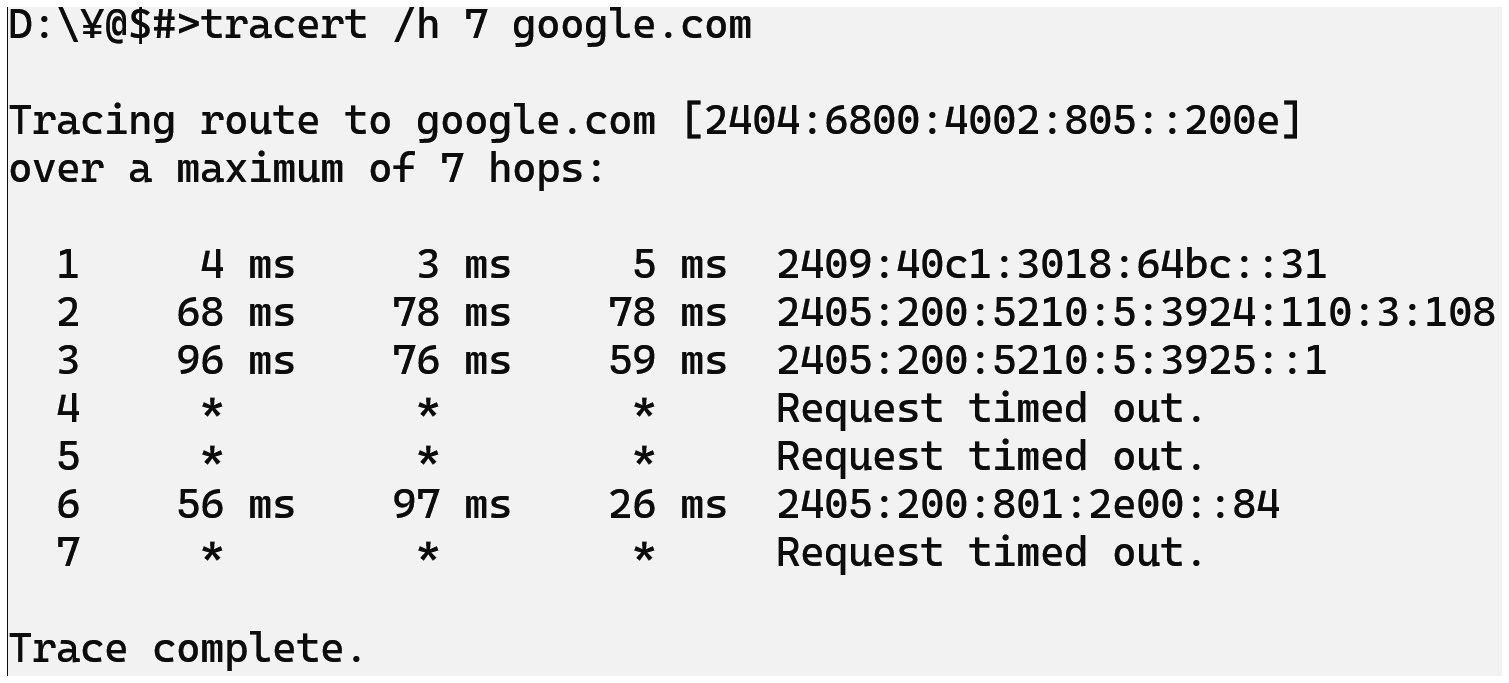 D:\¥@$#>tracert /h 7 google.com

Tracing route to google.com [2404:6800:4002:805::200e]
over a maximum of 7 hops:

  1     4 ms     3 ms     5 ms  2409:40c1:3018:64bc::31
  2    68 ms    78 ms    78 ms  2405:200:5210:5:3924:110:3:108
  3    96 ms    76 ms    59 ms  2405:200:5210:5:3925::1
  4     *        *        *     Request timed out.
  5     *        *        *     Request timed out.
  6    56 ms    97 ms    26 ms  2405:200:801:2e00::84
  7     *        *        *     Request timed out.

Trace complete.